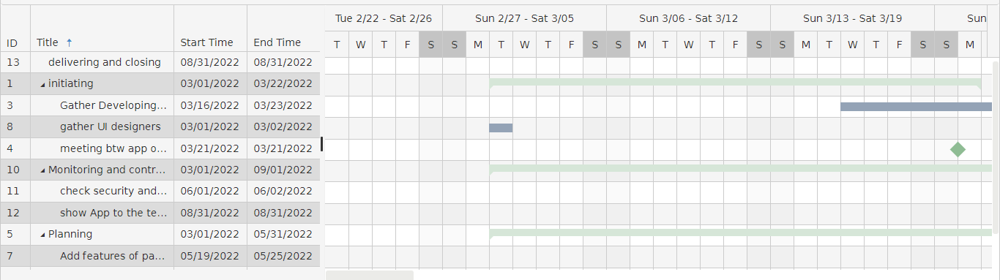 Tue 2/22 - Sat 2/26 Sun 2/27 - Sat 3/05 Sun 3/06 - Sat 3/12 Sun 3/13 - Sat 3/19 Sun
ID Title ↑ Start Time End Time T W T F S S M T W T F S S M T W T F S S M T W T F S S M
13 delivering and closing 08/31/2022 08/31/2022
1 initiating 03/01/2022 03/22/2022
3 Gather Developing... 03/16/2022 03/23/2022
8 gather UI designers 03/01/2022 03/02/2022
4 meeting btw app o... 03/21/2022 03/21/2022
10 Monitoring and contr... 03/01/2022 09/01/2022
11 check security and... 06/01/2022 06/02/2022
12 show App to the te... 08/31/2022 08/31/2022
5 Planning 03/01/2022 05/31/2022
7 Add features of pa... 05/19/2022 05/25/2022